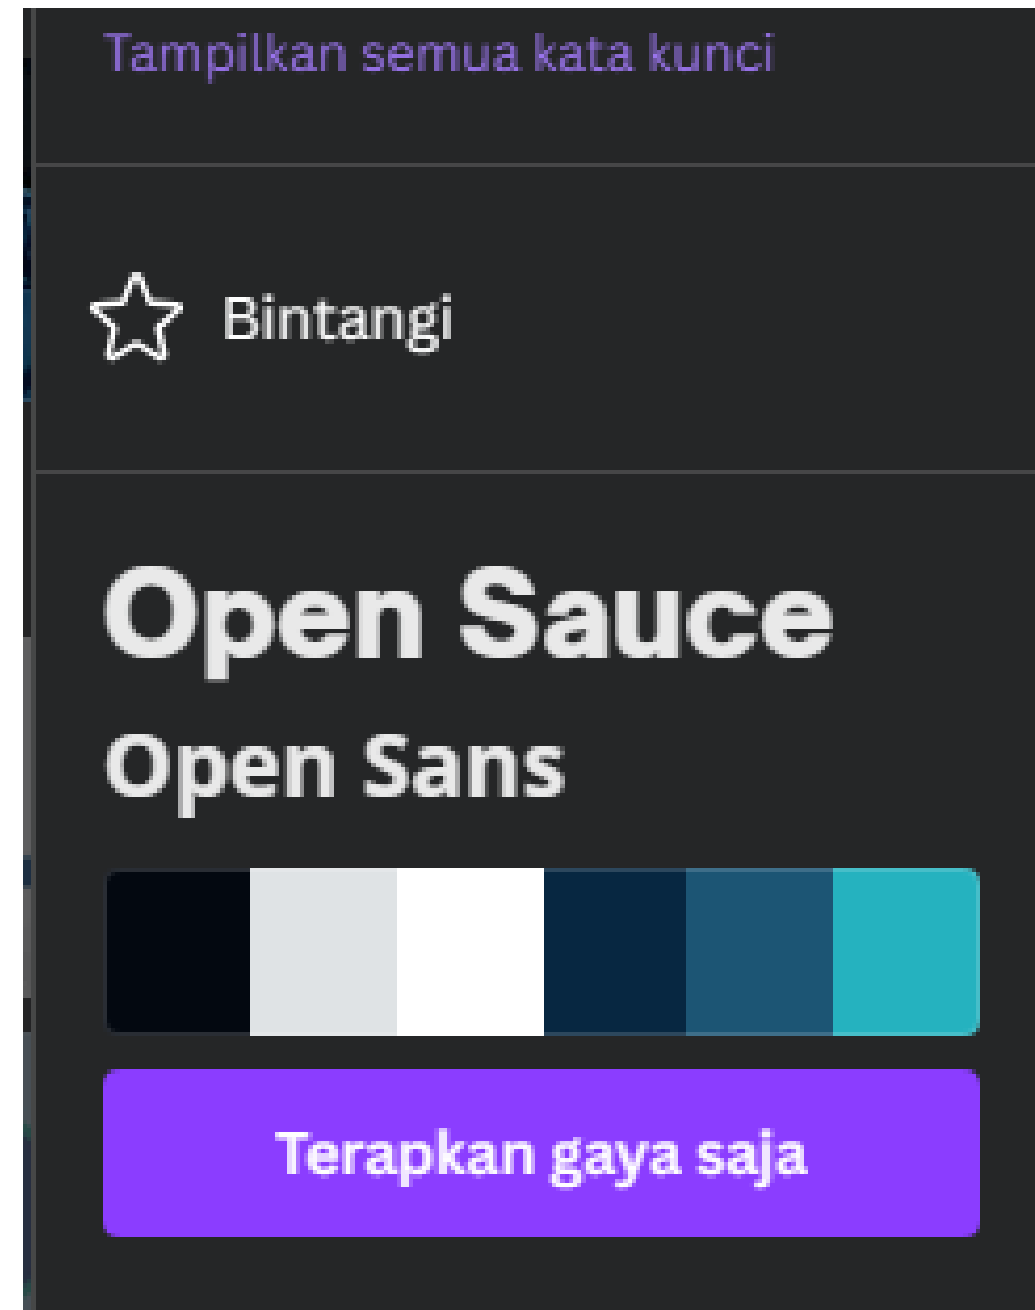 Tampilkan semua kata kunci
Bintangi
Open Sauce
Open Sans
Terapkan gaya saja